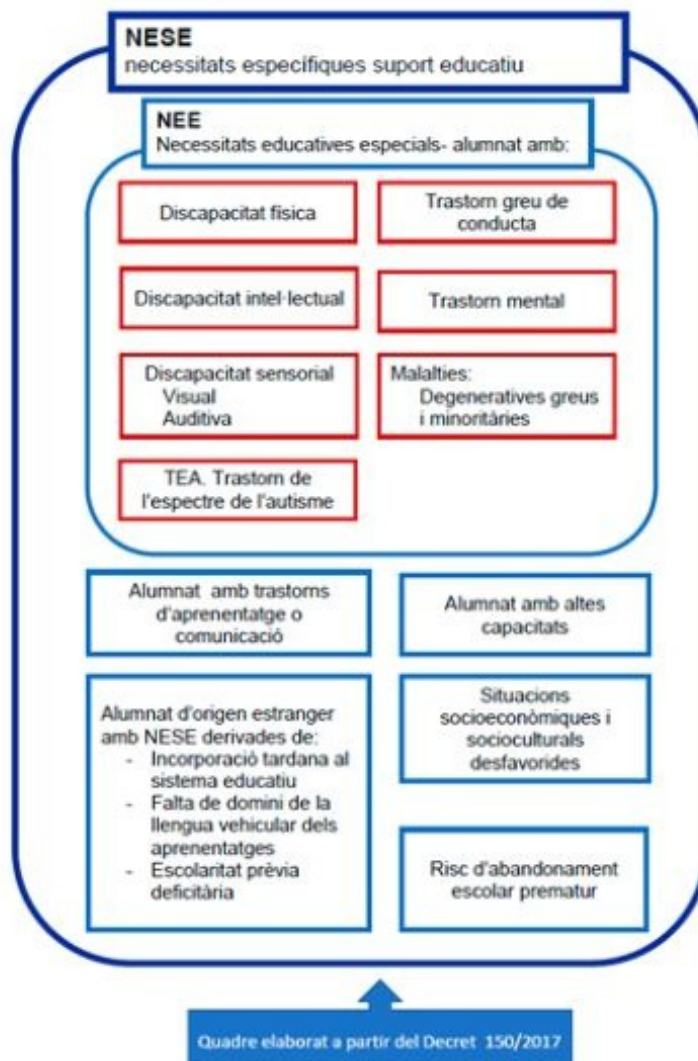 NESE
necessitats específiques suport educatiu
NEE
Necessitats educatives especials- alumnat amb:
Discapacitat física
Trastorn greu de
conducta
Discapacitat intel·lectual
Trastorn mental
Discapacitat sensorial
Visual
Auditiva
Malalties:
Degeneratives greus
i minoritàries
TEA. Trastorn de
l'espectre de l'autisme
Alumnat amb trastorns
d'aprenentatge o
comunicació
Alumnat amb altes
capacitats
Alumnat d'origen estranger
amb NESE derivades de:
- Incorporació tardana al
sistema educatiu
- Falta de domini de la
llengua vehicular dels
aprenentatges
- Escolaritat prèvia
deficitària
Situacions
socioeconòmiques i
socioculturals
desfavorides
Risc d'abandonament
escolar prematur
Quadre elaborat a partir del Decret 150/2017